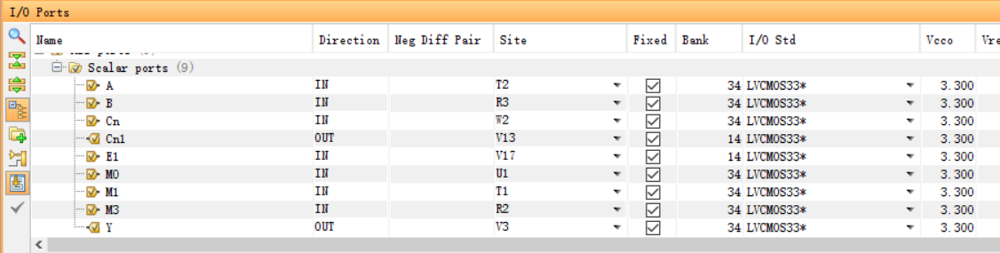 I/O Ports
Name Direction Neg Diff Pair Site Fixed Bank I/O Std Vcco Vre
Scalar ports (9)
A IN T2 34 LVCMOS33* 3.300
B IN R3 34 LVCMOS33* 3.300
Cn IN W2 34 LVCMOS33* 3.300
Cn1 OUT V13 14 LVCMOS33* 3.300
E1 IN V17 14 LVCMOS33* 3.300
M0 IN U1 34 LVCMOS33* 3.300
M1 IN T1 34 LVCMOS33* 3.300
M3 IN R2 34 LVCMOS33* 3.300
Y OUT V3 34 LVCMOS33* 3.300